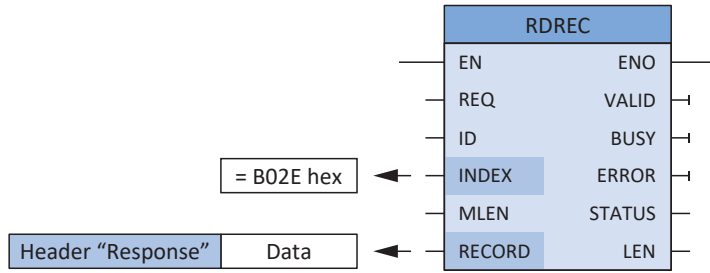 RDREC
EN ENO
REQ VALID
ID BUSY
= B02E hex INDEX ERROR
MLEN STATUS
Header “Response” Data RECORD LEN